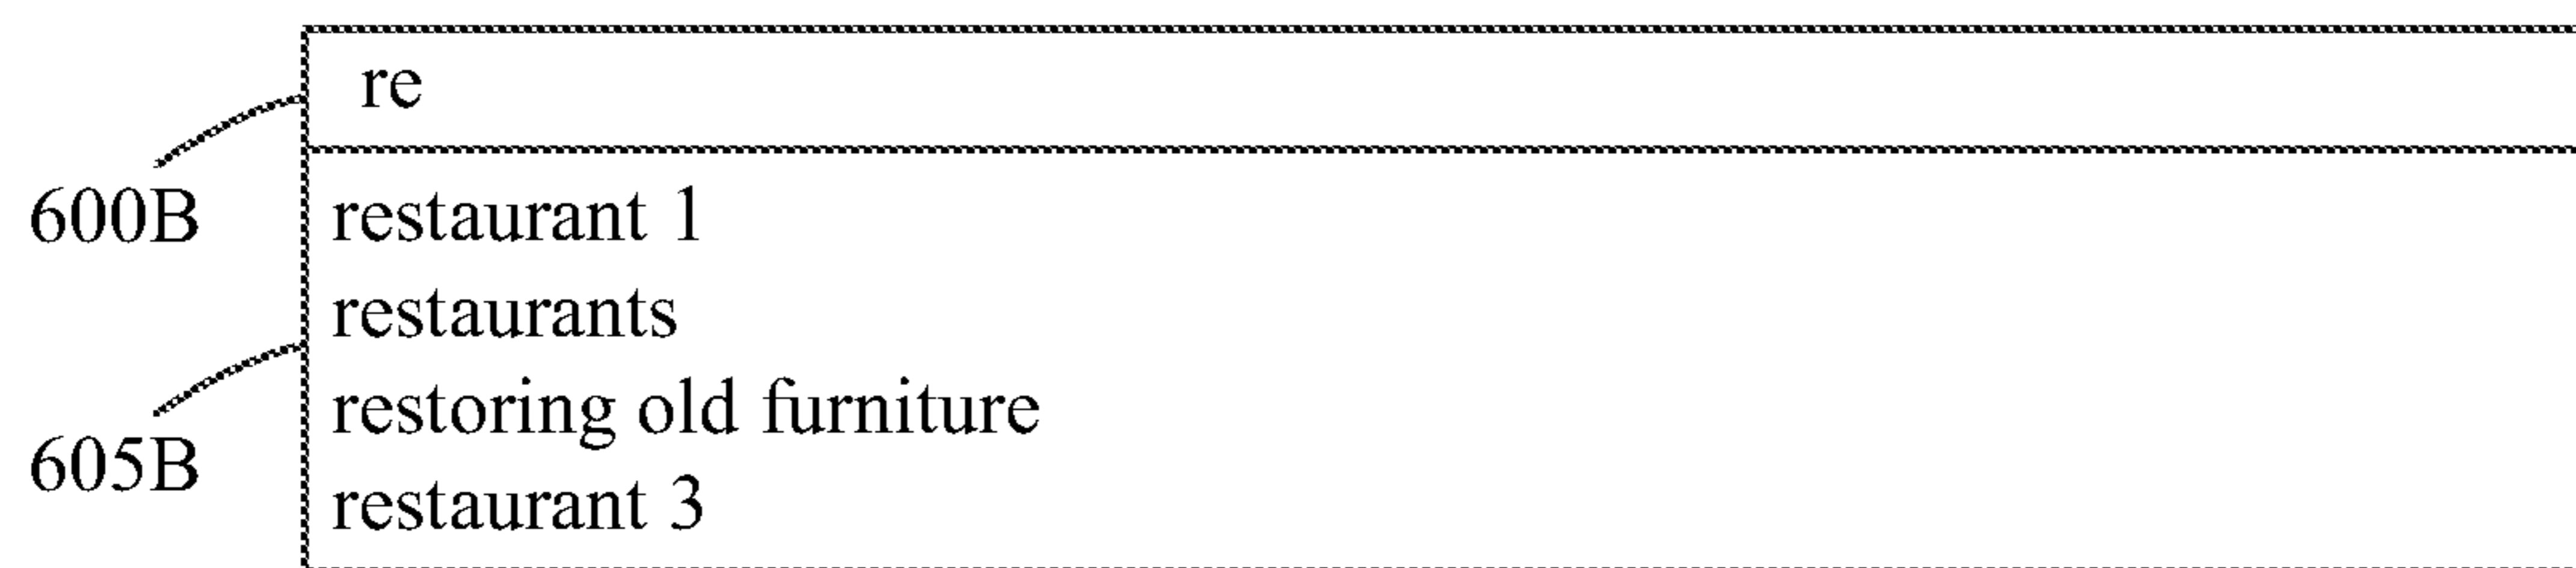 re
600B
restaurant 1
restaurants
restoring old furniture
605B
restaurant 3